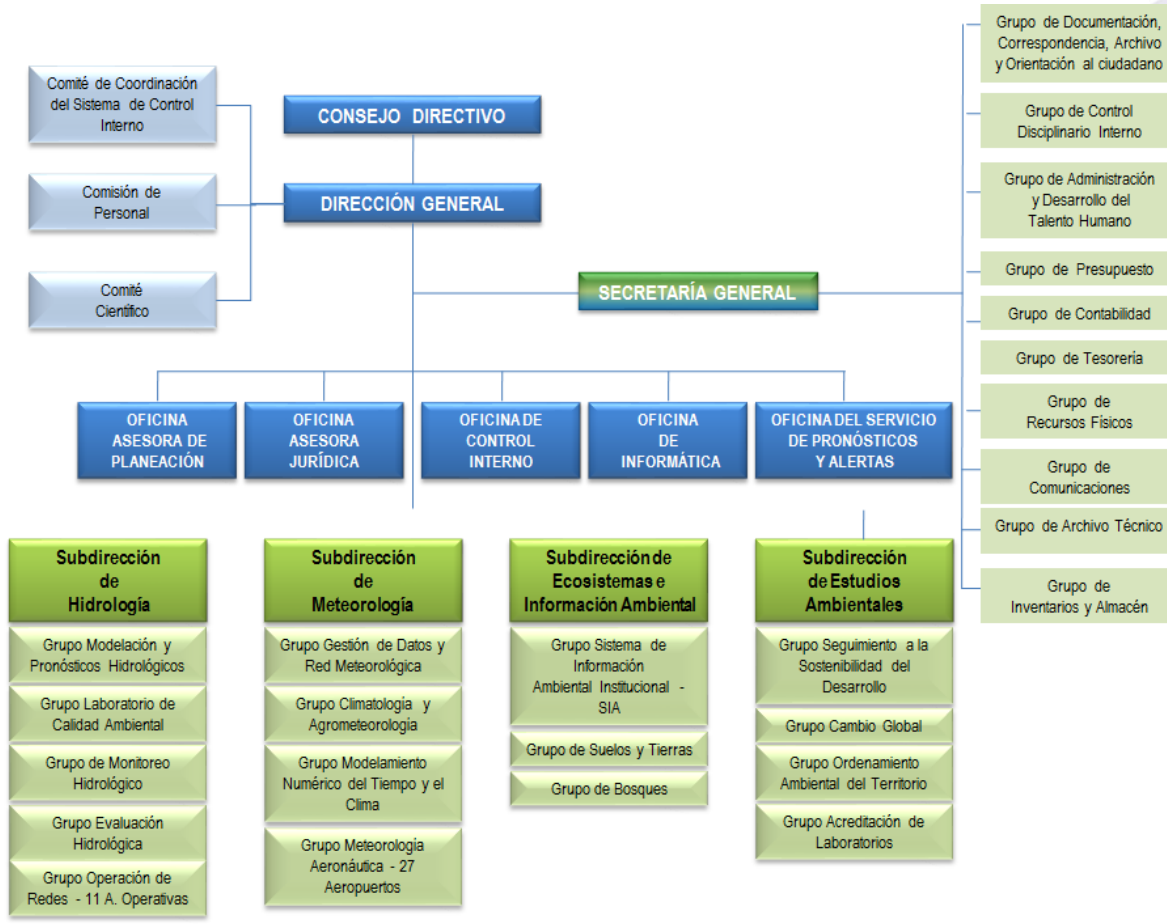 Comité de Coordinación
del Sistema de Control
Interno
Comisión de
Personal
Comité
Científico
CONSEJO DIRECTIVO
DIRECCIÓN GENERAL
SECRETARÍA GENERAL
Grupo de Documentación,
Correspondencia, Archivo
y Orientación al ciudadano
Grupo de Control
Disciplinario Interno
Grupo de Administración
y Desarrollo del
Talento Humano
Grupo de Presupuesto
Grupo de Contabilidad
Grupo de Tesorería
Grupo de
Recursos Físicos
Grupo de
Comunicaciones
Grupo de Archivo Técnico
Grupo de
Inventarios y Almacén
OFICINA
ASESORA DE
PLANEACIÓN
OFICINA
ASESORA
JURÍDICA
OFICINA DE
CONTROL
INTERNO
OFICINA
DE
INFORMÁTICA
OFICINA DEL SERVICIO
DE PRONÓSTICOS
Y ALERTAS
Subdirección
de
Hidrología
Grupo Modelación y
Pronósticos Hidrológicos
Grupo Laboratorio de
Calidad Ambiental
Grupo de Monitoreo
Hidrológico
Grupo Evaluación
Hidrológica
Grupo Operación de
Redes - 11 A. Operativas
Subdirección
de
Meteorología
Grupo Gestión de Datos y
Red Meteorológica
Grupo Climatología y
Agrometeorología
Grupo Modelamiento
Numérico del Tiempo y el
Clima
Grupo Meteorología
Aeronáutica - 27
Aeropuertos
Subdirección de
Ecosistemas e
Información Ambiental
Grupo Sistema de
Información
Ambiental Institucional -
SIA
Grupo de Suelos y Tierras
Grupo de Bosques
Subdirección
de Estudios
Ambientales
Grupo Seguimiento a la
Sostenibilidad del
Desarrollo
Grupo Cambio Global
Grupo Ordenamiento
Ambiental del Territorio
Grupo Acreditación de
Laboratorios